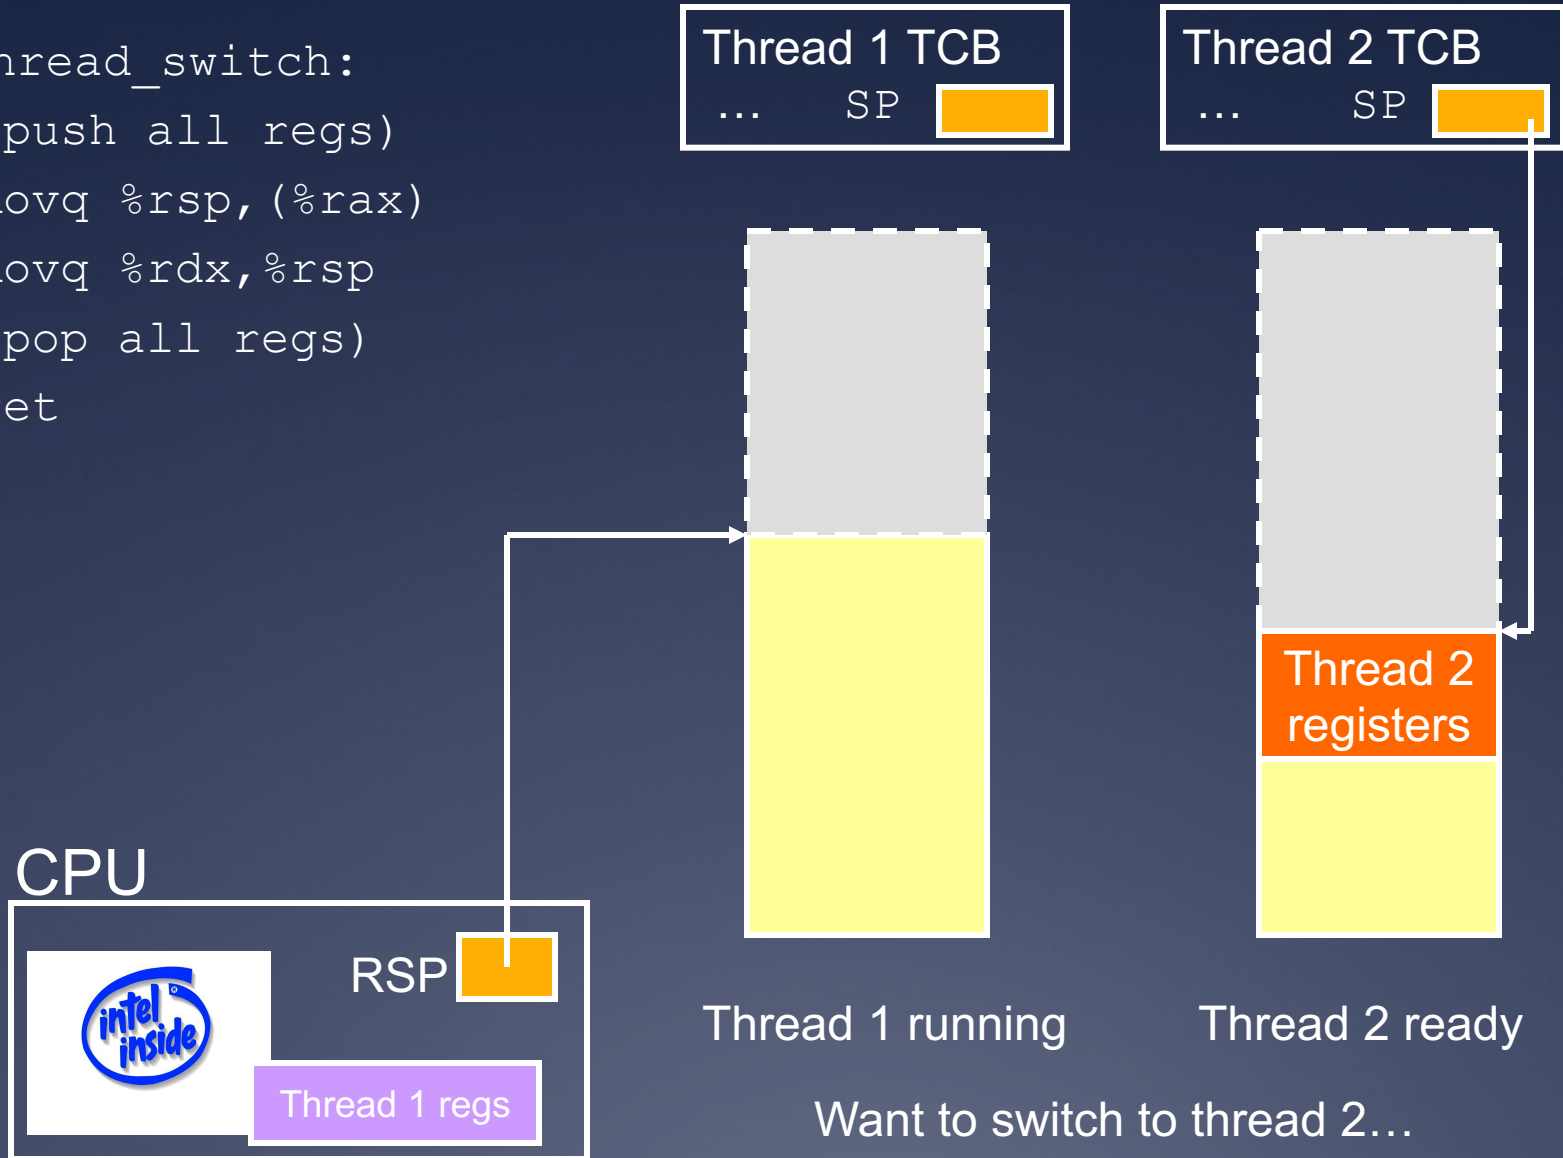 hread_switch:
push all regs)
ovq %rsp,(%rax)
ovq %rdx,%rsp
pop all regs)
et
Thread 1 TCB
... SP
Thread 2 TCB
... SP
Thread 2
registers
CPU
RSP
intel
inside
Thread 1 regs
Thread 1 running
Thread 2 ready
Want to switch to thread 2…